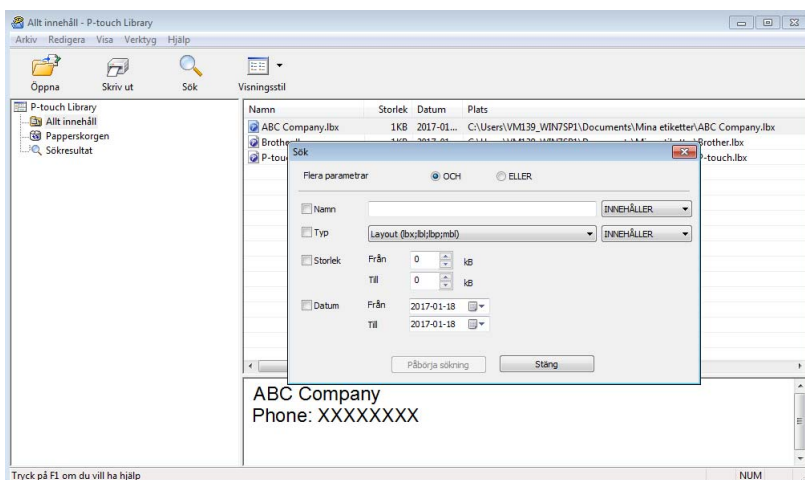 Allt innehåll - P-touch Library
Arkiv Redigera Visa Verktyg Hjälp
Öppna Skriv ut Sök Visningsstil
P-touch Library
Allt innehåll
Papperskorgen
Sökresultat
Namn Storlek Datum Plats
ABC Company.lbx 1KB 2017-01... C:\Users\VM139_WIN7SP1\Documents\Mina etiketter\ABC Company.lbx
Sök
Flera parametrar OCH ELLER
Namn INNEHÅLLER
Typ Layout (lbx;lbl;lbp;mbl) INNEHÅLLER
Storlek Från 0 kB
Till 0 kB
Datum Från 2017-01-18
Till 2017-01-18
Påbörja sökning Stäng
ABC Company
Phone: XXXXXXXX
Tryck på F1 om du vill ha hjälp NUM